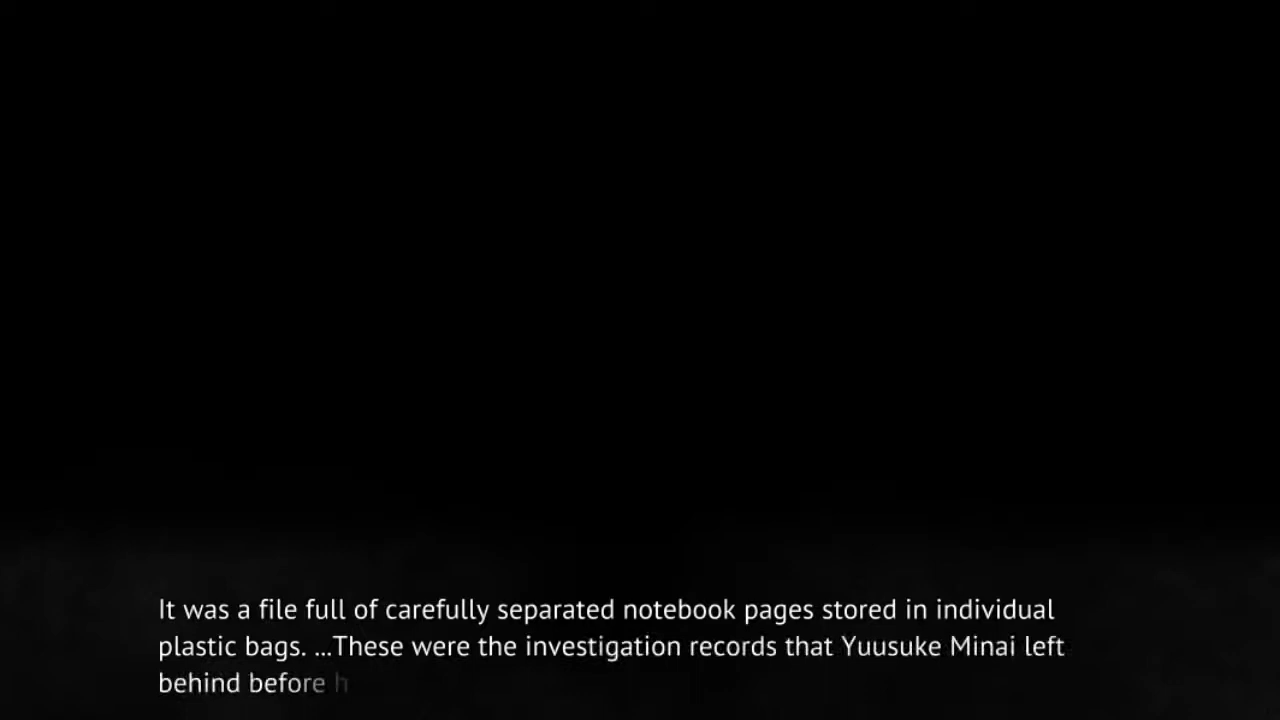 It was a file full of carefully separated notebook pages stored in individual
plastic bags. ...These were the investigation records that Yuusuke Minai left
behind before h